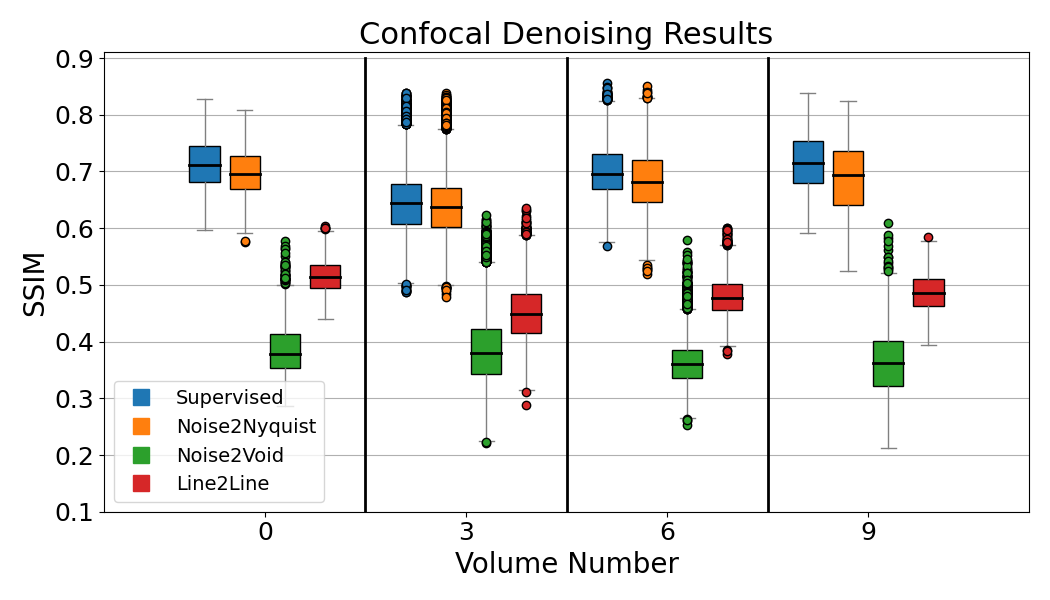 Confocal Denoising Results
SSIM
0.9
0.8
0.7
0.6
0.5
0.4
0.3
0.2
0.1
Supervised
Noise2Nyquist
Noise2Void
Line2Line
0 3 6 9
Volume Number